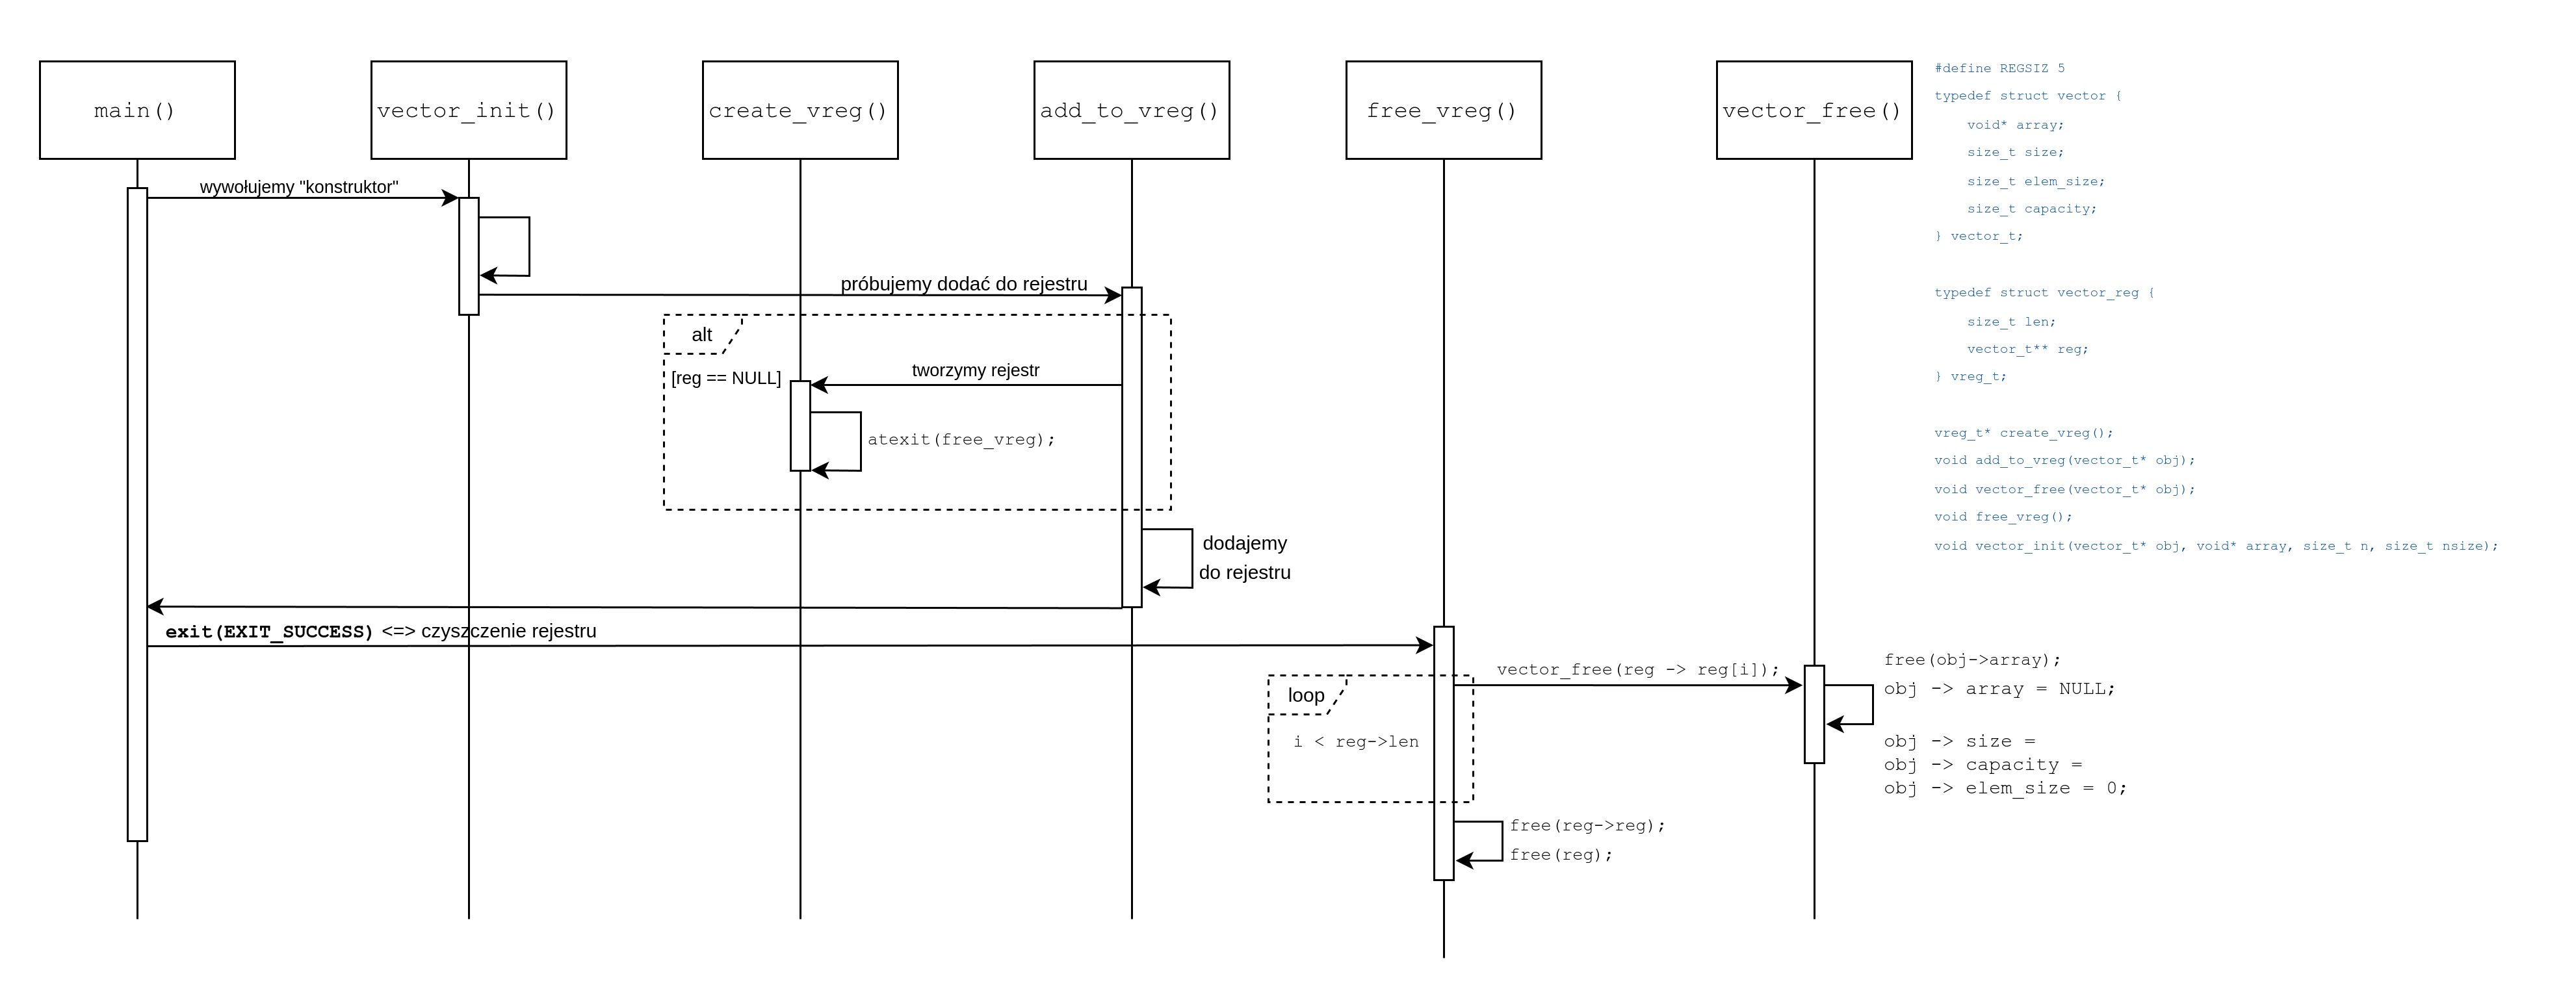 main()
vector_init()
create_vreg()
add_to_vreg()
free_vreg()
vector_free()
wywołujemy "konstruktor"
próbujemy dodać do rejestru
alt
[reg == NULL]
tworzymy rejestr
atexit(free_vreg);
dodajemy
do rejestru
exit(EXIT_SUCCESS) <=> czyszczenie rejestru
vector_free(reg -> reg[i]);
loop
i < reg->len
free(obj->array);
obj -> array = NULL;
obj -> size =
obj -> capacity =
obj -> elem_size = 0;
free(reg->reg);
free(reg);
#define REGSIZ 5
typedef struct vector {
    void* array;
    size_t size;
    size_t elem_size;
    size_t capacity;
} vector_t;
typedef struct vector_reg {
    size_t len;
    vector_t** reg;
} vreg_t;
vreg_t* create_vreg();
void add_to_vreg(vector_t* obj);
void vector_free(vector_t* obj);
void free_vreg();
void vector_init(vector_t* obj, void* array, size_t n, size_t nsize);